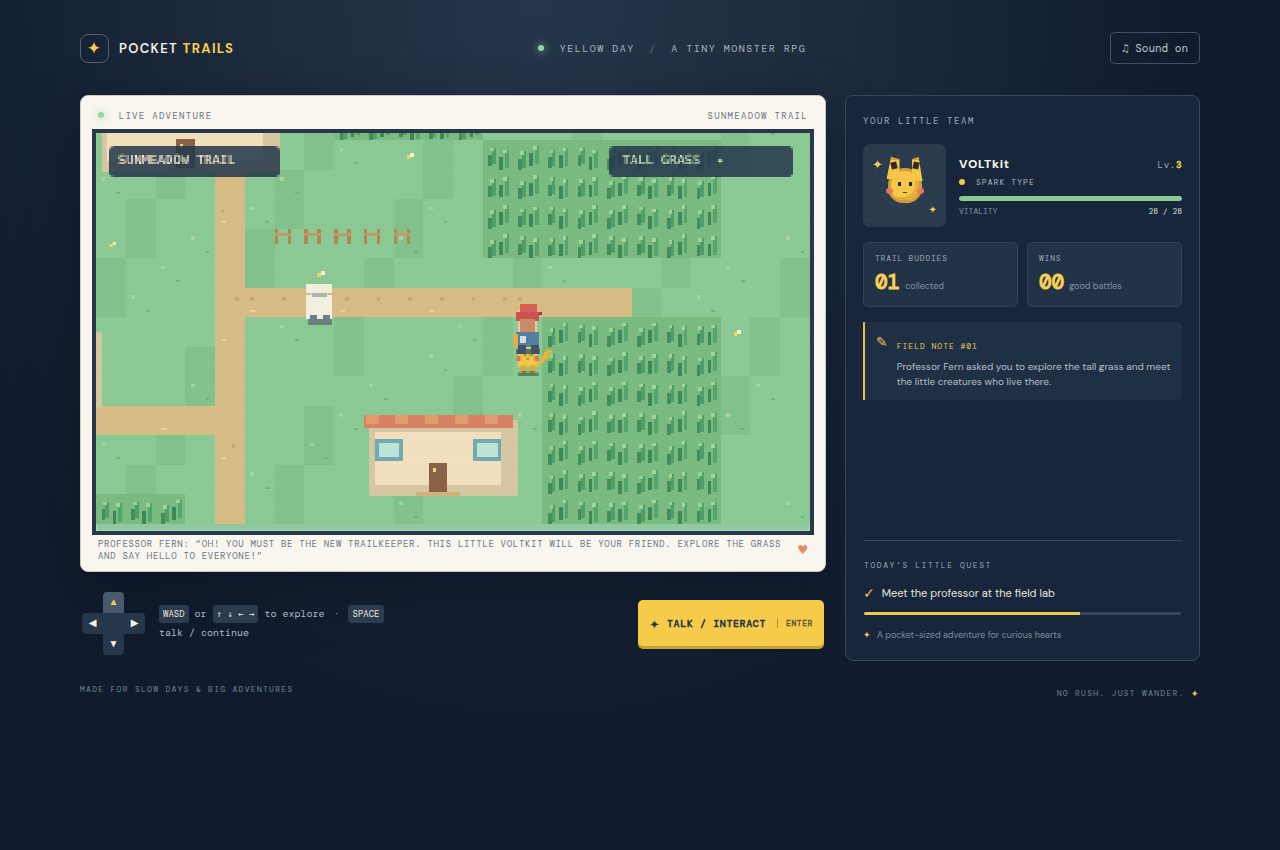 ✦ POCKET TRAILS
YELLOW DAY / A TINY MONSTER RPG
♫ Sound on
LIVE ADVENTURE
SUNMEADOW TRAIL
SUNMEADOW TRAIL
TALL GRASS
PROFESSOR FERN: “OH! YOU MUST BE THE NEW TRAILKEEPER. THIS LITTLE VOLTKIT WILL BE YOUR FRIEND. EXPLORE THE GRASS
AND SAY HELLO TO EVERYONE!”
♥
▲
◀ ▶
▼
WASD or ↑ ↓ ← → to explore · SPACE
talk / continue
✦ TALK / INTERACT ENTER
YOUR LITTLE TEAM
VOLTkit Lv.3
SPARK TYPE
VITALITY 28 / 28
TRAIL BUDDIES
01 collected
WINS
00 good battles
✎ FIELD NOTE #01
Professor Fern asked you to explore the tall grass and meet
the little creatures who live there.
TODAY'S LITTLE QUEST
✓ Meet the professor at the field lab
✦ A pocket-sized adventure for curious hearts
MADE FOR SLOW DAYS & BIG ADVENTURES
NO RUSH. JUST WANDER. ✦